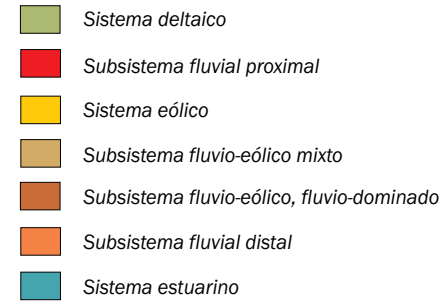 Sistema deltaico
Subsistema fluvial proximal
Sistema eólico
Subsistema fluvio-eólico mixto
Subsistema fluvio-eólico, fluvio-dominado
Subsistema fluvial distal
Sistema estuarino